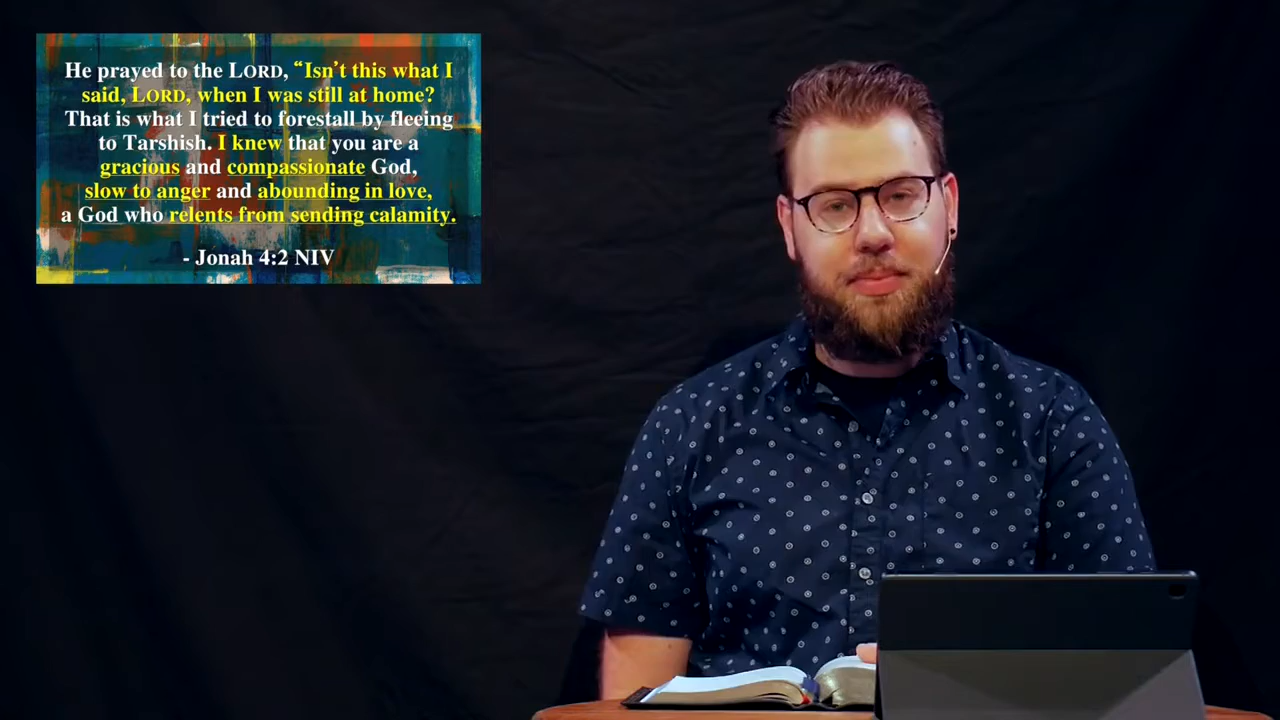 He prayed to the LORD, “Isn’t this what I
said, LORD, when I was still at home?
That is what I tried to forestall by fleeing
to Tarshish. I knew that you are a
gracious and compassionate God,
slow to anger and abounding in love,
a God who relents from sending calamity.
- Jonah 4:2 NIV